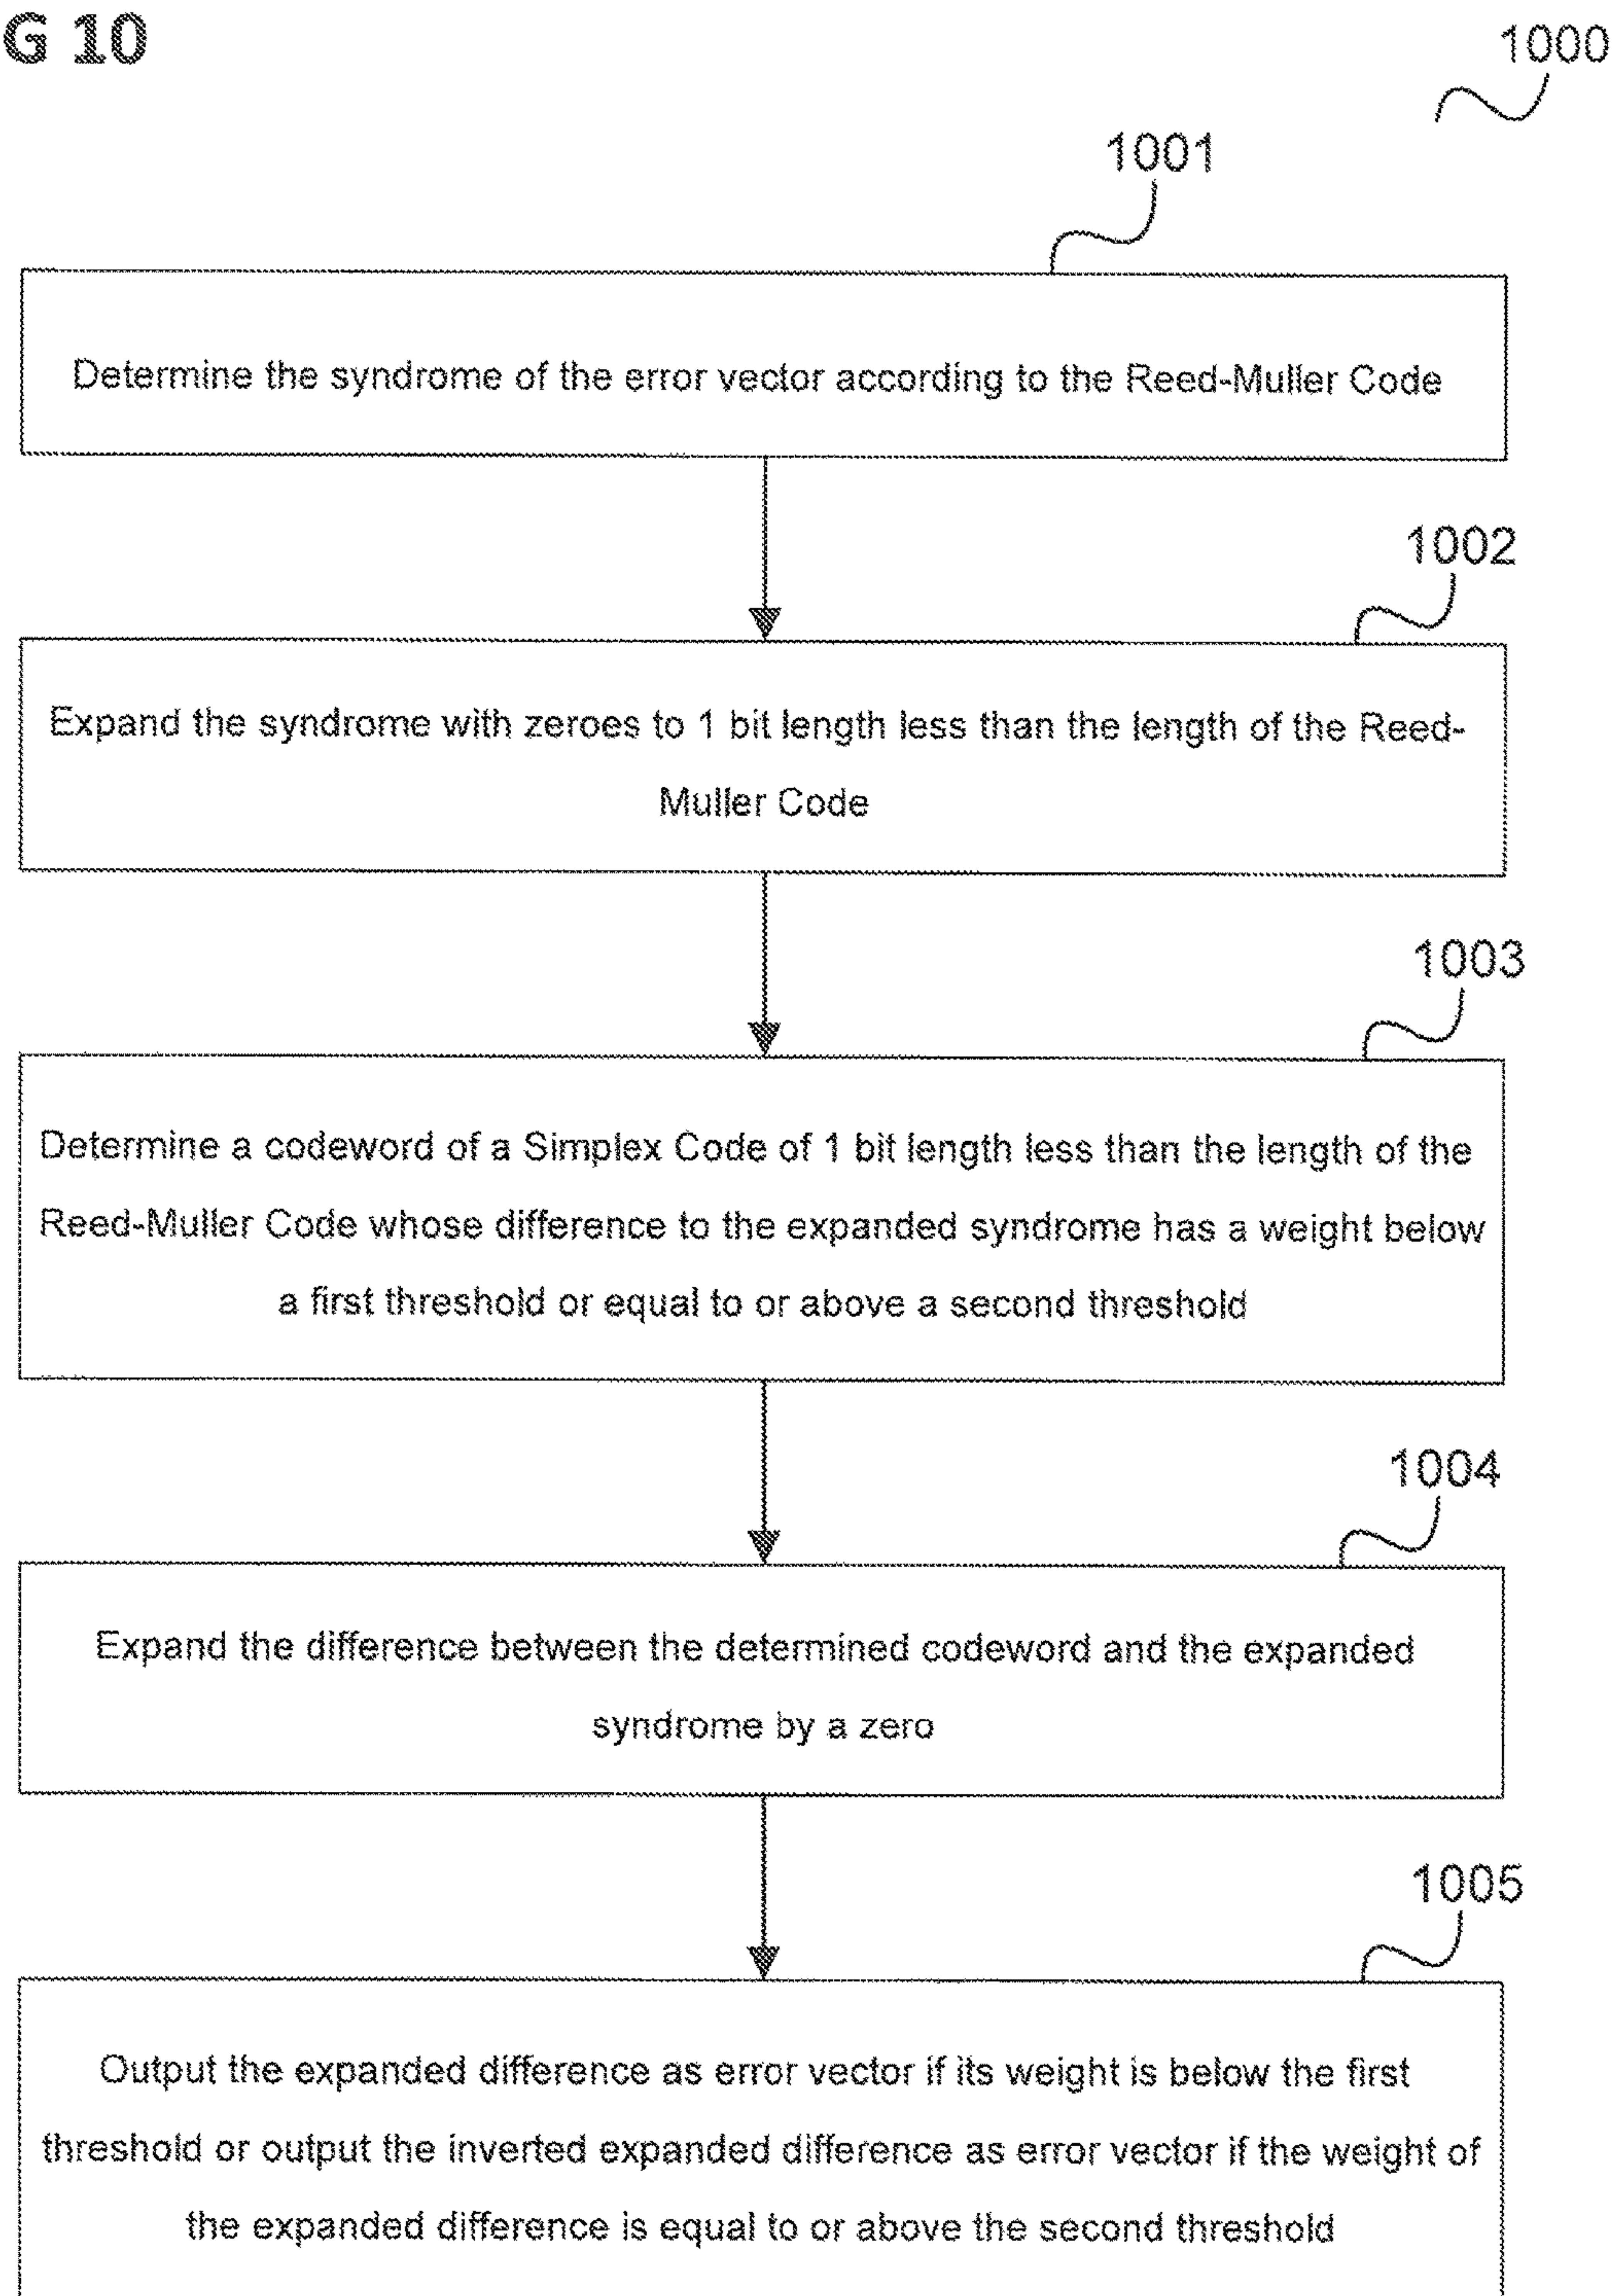 G 10
1000
1001
Determine the syndrome of the error vector according to the Reed-Muller Code
1002
Expand the syndrome with zeroes to 1 bit length less than the length of the Reed-
Muller Code
1003
Determine a codeword of a Simplex Code of 1 bit length less than the length of the
Reed-Muller Code whose difference to the expanded syndrome has a weight below
a first threshold or equal to or above a second threshold
1004
Expand the difference between the determined codeword and the expanded
syndrome by a zero
1005
Output the expanded difference as error vector if its weight is below the first
threshold or output the inverted expanded difference as error vector if the weight of
the expanded difference is equal to or above the second threshold